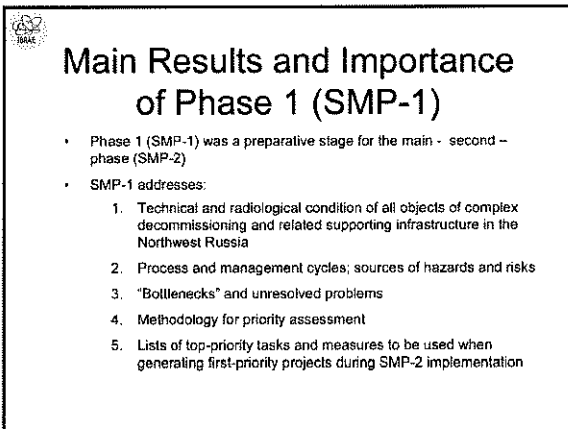 IBRAE
Main Results and Importance
of Phase 1 (SMP-1)
• Phase 1 (SMP-1) was a preparative stage for the main - second –
phase (SMP-2)
• SMP-1 addresses:
1. Technical and radiological condition of all objects of complex
decommissioning and related supporting infrastructure in the
Northwest Russia
2. Process and management cycles; sources of hazards and risks
3. "Bottlenecks" and unresolved problems
4. Methodology for priority assessment
5. Lists of top-priority tasks and measures to be used when
generating first-priority projects during SMP-2 implementation